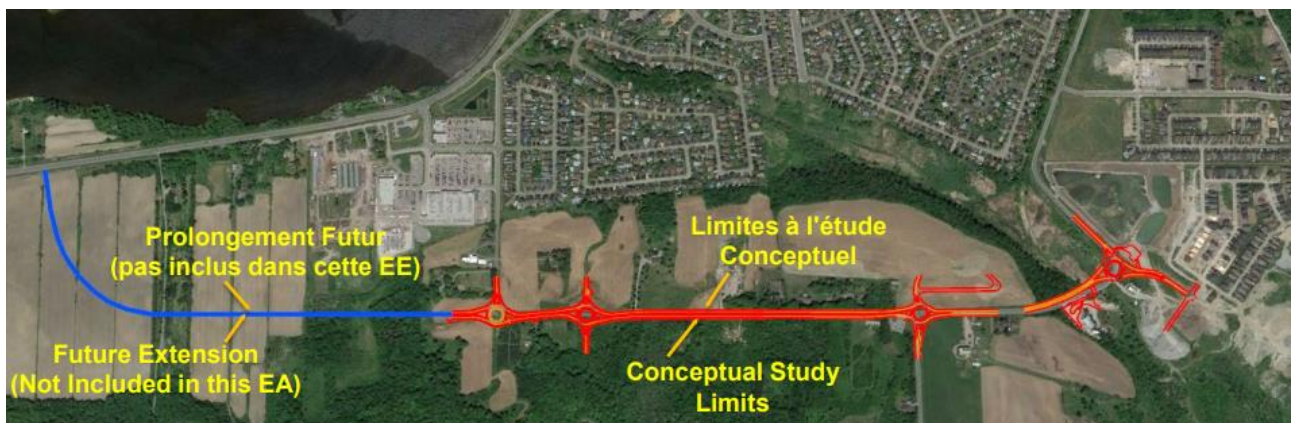 Prolongement Futur
(pas inclus dans cette EE)
Future Extension
(Not Included in this EA)
Limites à l'étude
Conceptuel
Conceptual Study
Limits